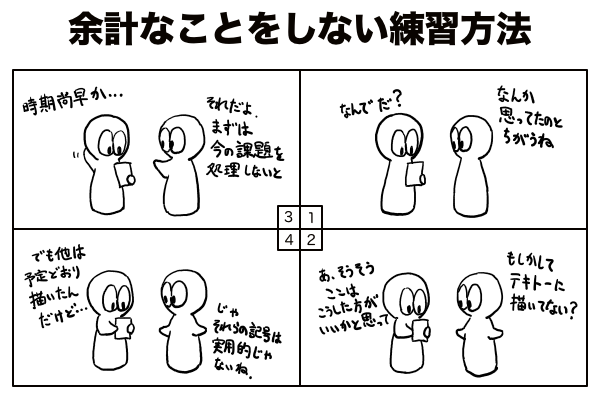 余計なことをしない練習方法
なんでだ?
なんか
思ってたのと
ちがうね
1
もしかして
テキトーに
描いてない?
あ、そうそう
ここは
こうした方が
いいかと思って
2
時期尚早か…
それだよ.
まずは
今の課題を
処理しないと
3
でも他は
予定どおり
描いたん
だけど…
じゃ
それらの記号は
実用的じゃ
ないね.
4